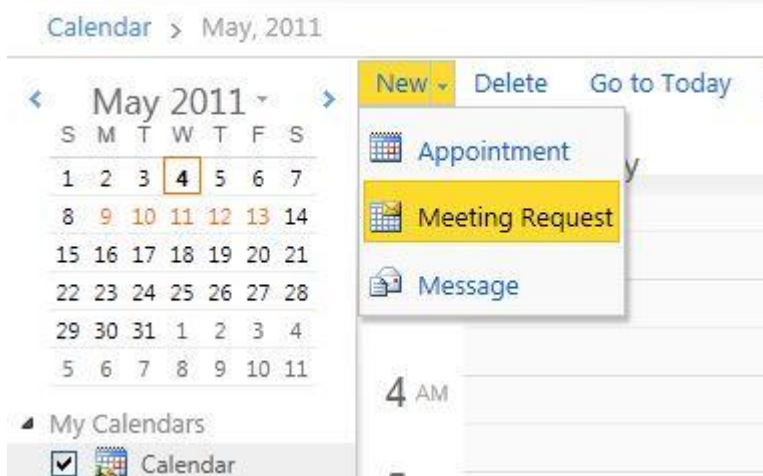 Calendar > May, 2011
May 2011
S M T W T F S
1 2 3 4 5 6 7
8 9 10 11 12 13 14
15 16 17 18 19 20 21
22 23 24 25 26 27 28
29 30 31 1 2 3 4
5 6 7 8 9 10 11
My Calendars
Calendar
New Delete Go to Today
Appointment
Meeting Request
Message
4 AM